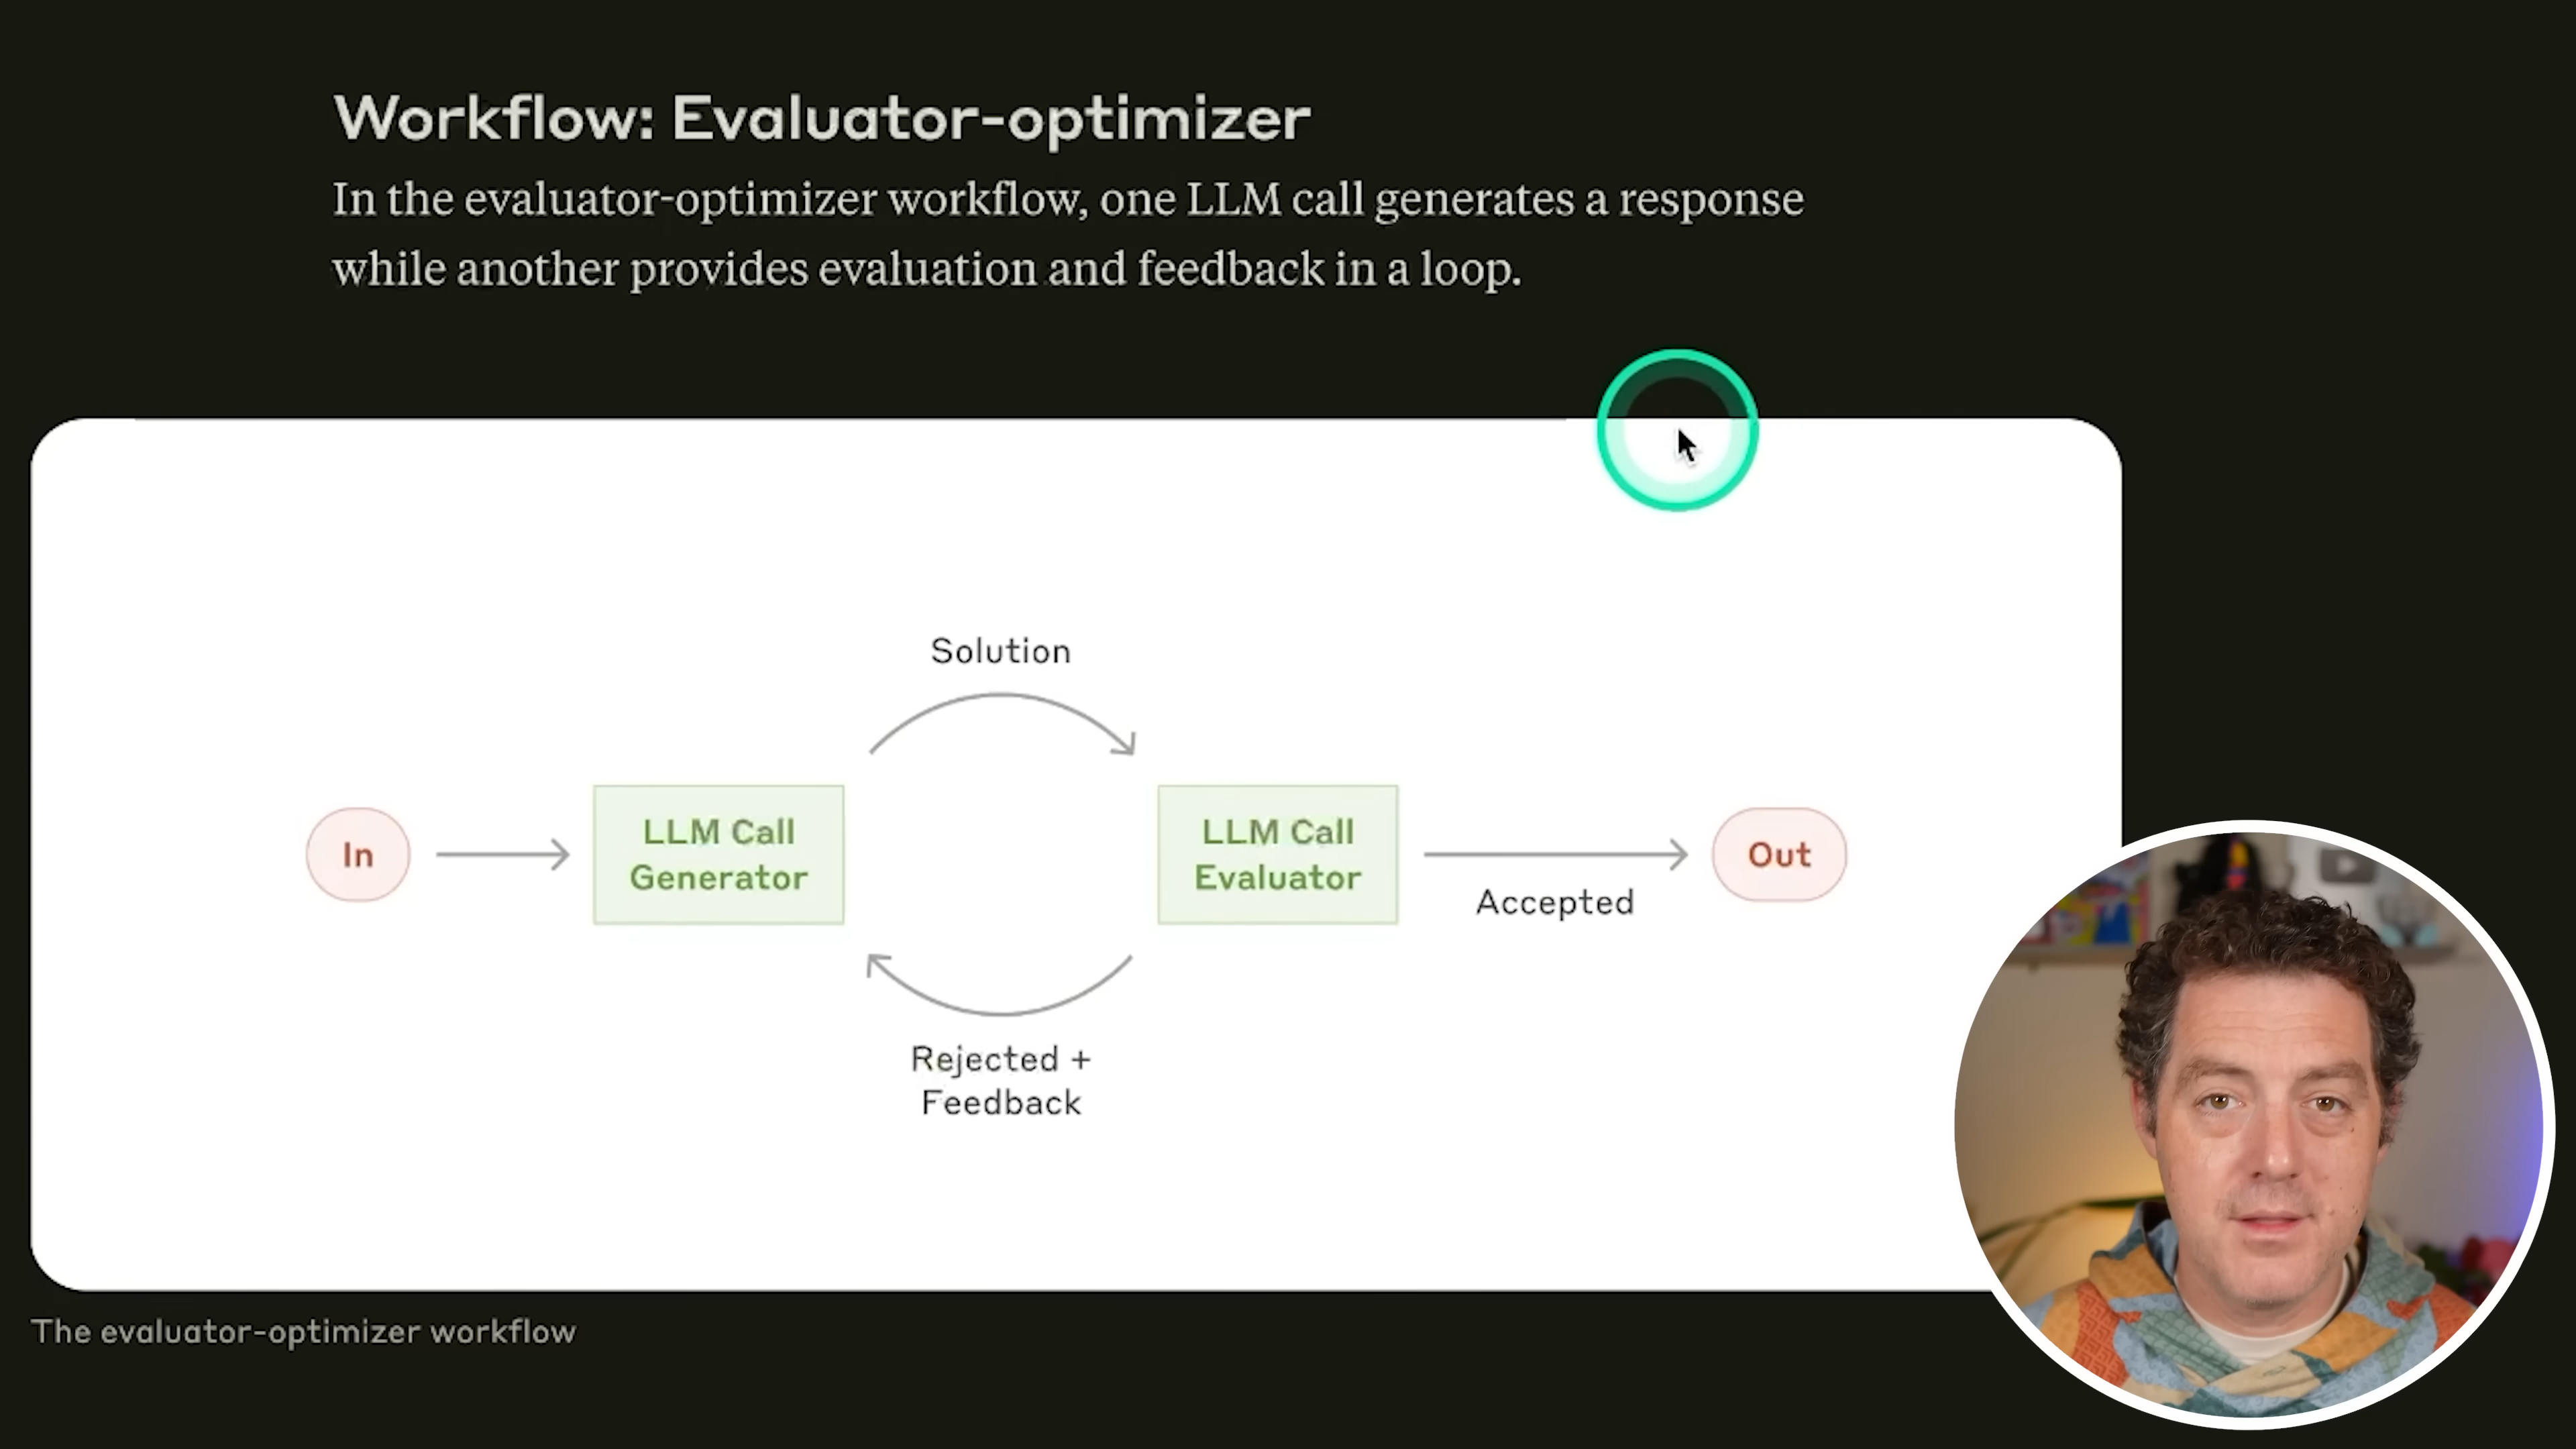 Workflow: Evaluator-optimizer
In the evaluator-optimizer workflow, one LLM call generates a response
while another provides evaluation and feedback in a loop.
Solution
In
LLM Call
Generator
LLM Call
Evaluator
Accepted
Out
Rejected +
Feedback
The evaluator-optimizer workflow